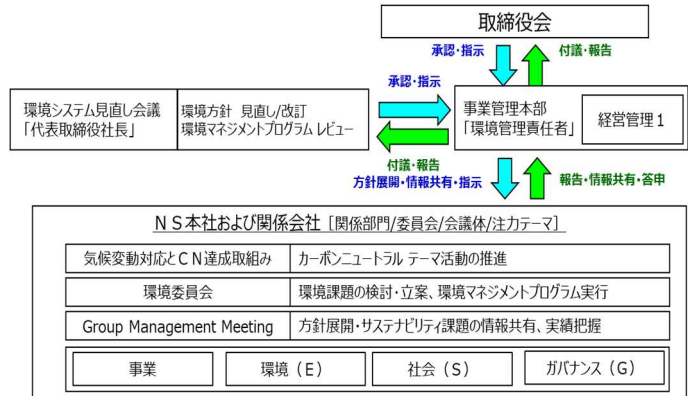 取締役会
承認・指示
付議・報告
承認・指示
環境システム見直し会議
「代表取締役社長」
環境方針 見直し/改訂
環境マネジメントプログラム レビュー
事業管理本部
「環境管理責任者」
経営管理1
付議・報告
方針展開・情報共有・指示
報告・情報共有・答申
NS本社および関係会社 [関係部門/委員会/会議体/注力テーマ]
気候変動対応とCN達成取組み
カーボンニュートラル テーマ活動の推進
環境委員会
環境課題の検討・立案、環境マネジメントプログラム実行
Group Management Meeting
方針展開・サステナビリティ課題の情報共有、実績把握
事業
環境(E)
社会(S)
ガバナンス(G)